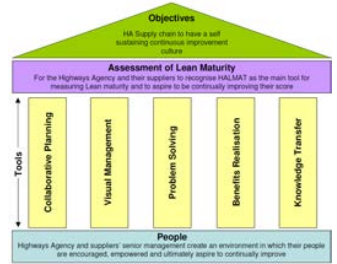 Objectives
HA Supply chain to have a self
sustaining continuous improvement
culture
Assessment of Lean Maturity
For the Highways Agency and their suppliers to recognise HALMAT as the main tool for
measuring Lean maturity and to aspire to be continually improving their score
Tools
Collaborative Planning
Visual Management
Problem Solving
Benefits Realisation
Knowledge Transfer
People
Highways Agency and suppliers' senior management create an environment in which their people
are encouraged, empowered and ultimately aspire to continually improve